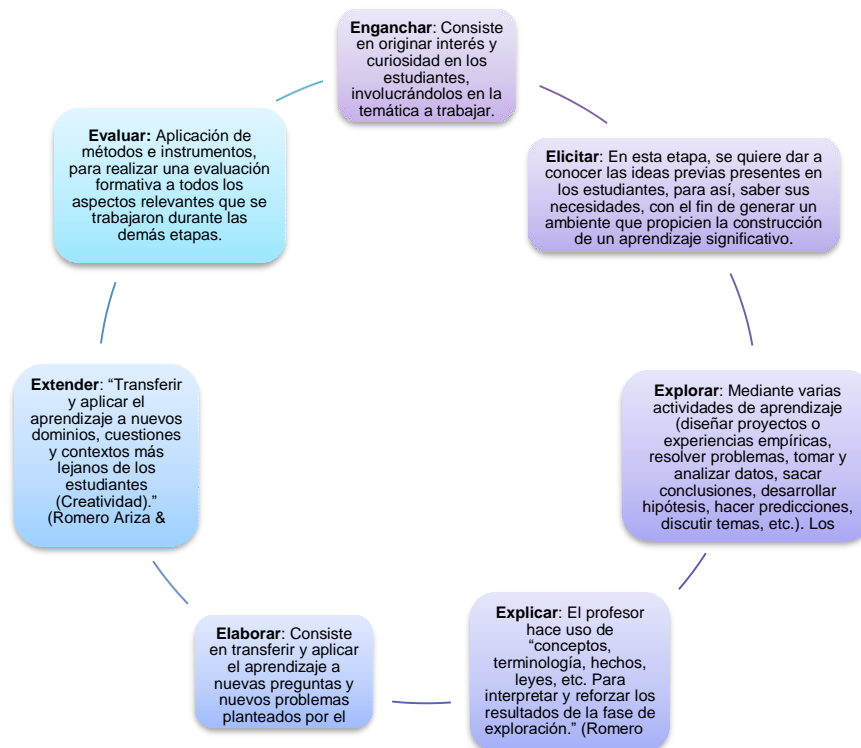 Enganchar: Consiste
en originar interés y
curiosidad en los
estudiantes,
involucrándolos en la
temática a trabajar.
Elicitar: En esta etapa, se quiere dar a
conocer las ideas previas presentes en
los estudiantes, para así, saber sus
necesidades, con el fin de generar un
ambiente que propicien la construcción
de un aprendizaje significativo.
Explorar: Mediante varias
actividades de aprendizaje
(diseñar proyectos o
experiencias empíricas,
resolver problemas, tomar y
analizar datos, sacar
conclusiones, desarrollar
hipótesis, hacer predicciones,
discutir temas, etc.). Los
Explicar: El profesor
hace uso de
“conceptos,
terminología, hechos,
leyes, etc. Para
interpretar y reforzar los
resultados de la fase de
exploración.” (Romero
Elaborar: Consiste
en transferir y aplicar
el aprendizaje a
nuevas preguntas y
nuevos problemas
planteados por el
Extender: “Transferir
y aplicar el
aprendizaje a nuevos
dominios, cuestiones
y contextos más
lejanos de los
estudiantes
(Creatividad).”
(Romero Ariza &
Evaluar: Aplicación de
métodos e instrumentos,
para realizar una evaluación
formativa a todos los
aspectos relevantes que se
trabajaron durante las
demás etapas.